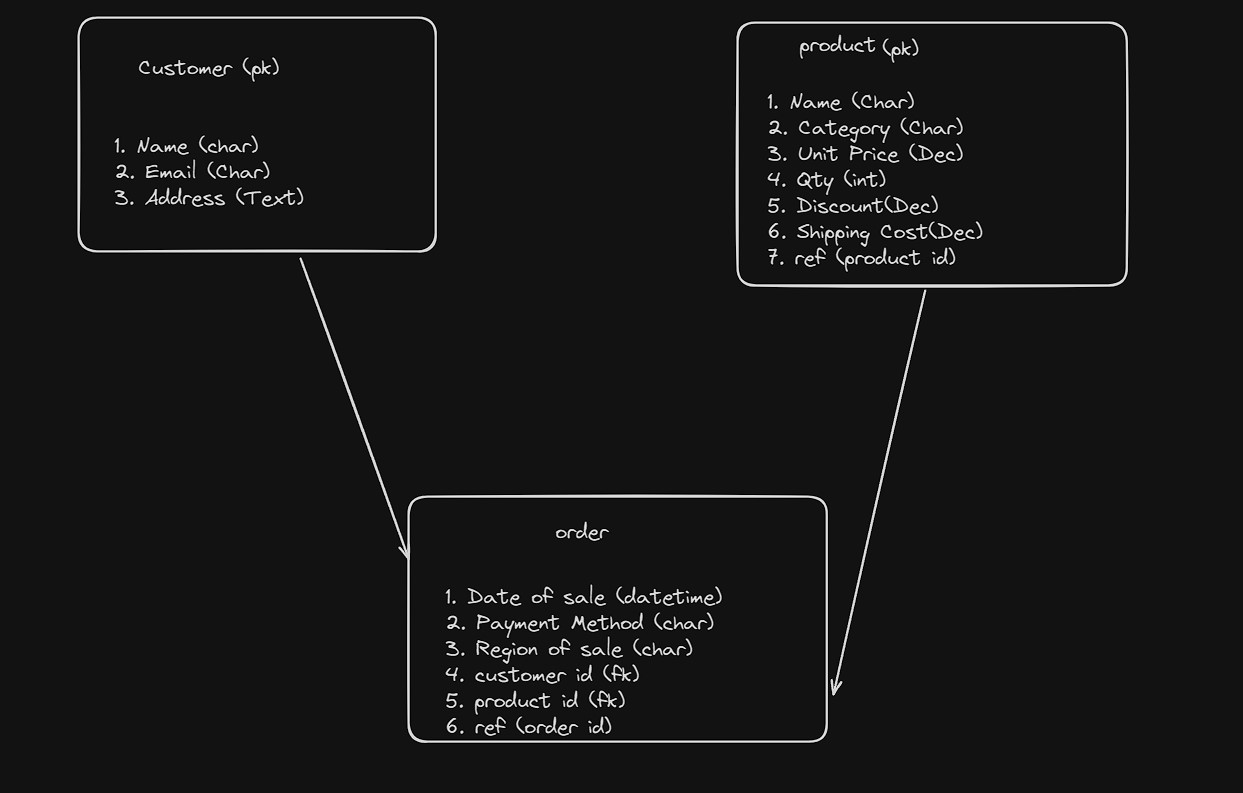 Customer (pk)
1. Name (char)
2. Email (Char)
3. Address (Text)
product (pk)
1. Name (Char)
2. Category (Char)
3. Unit Price (Dec)
4. Qty (int)
5. Discount(Dec)
6. Shipping Cost(Dec)
7. ref (product id)
order
1. Date of sale (datetime)
2. Payment Method (char)
3. Region of sale (char)
4. customer id (fk)
5. product id (fk)
6. ref (order id)